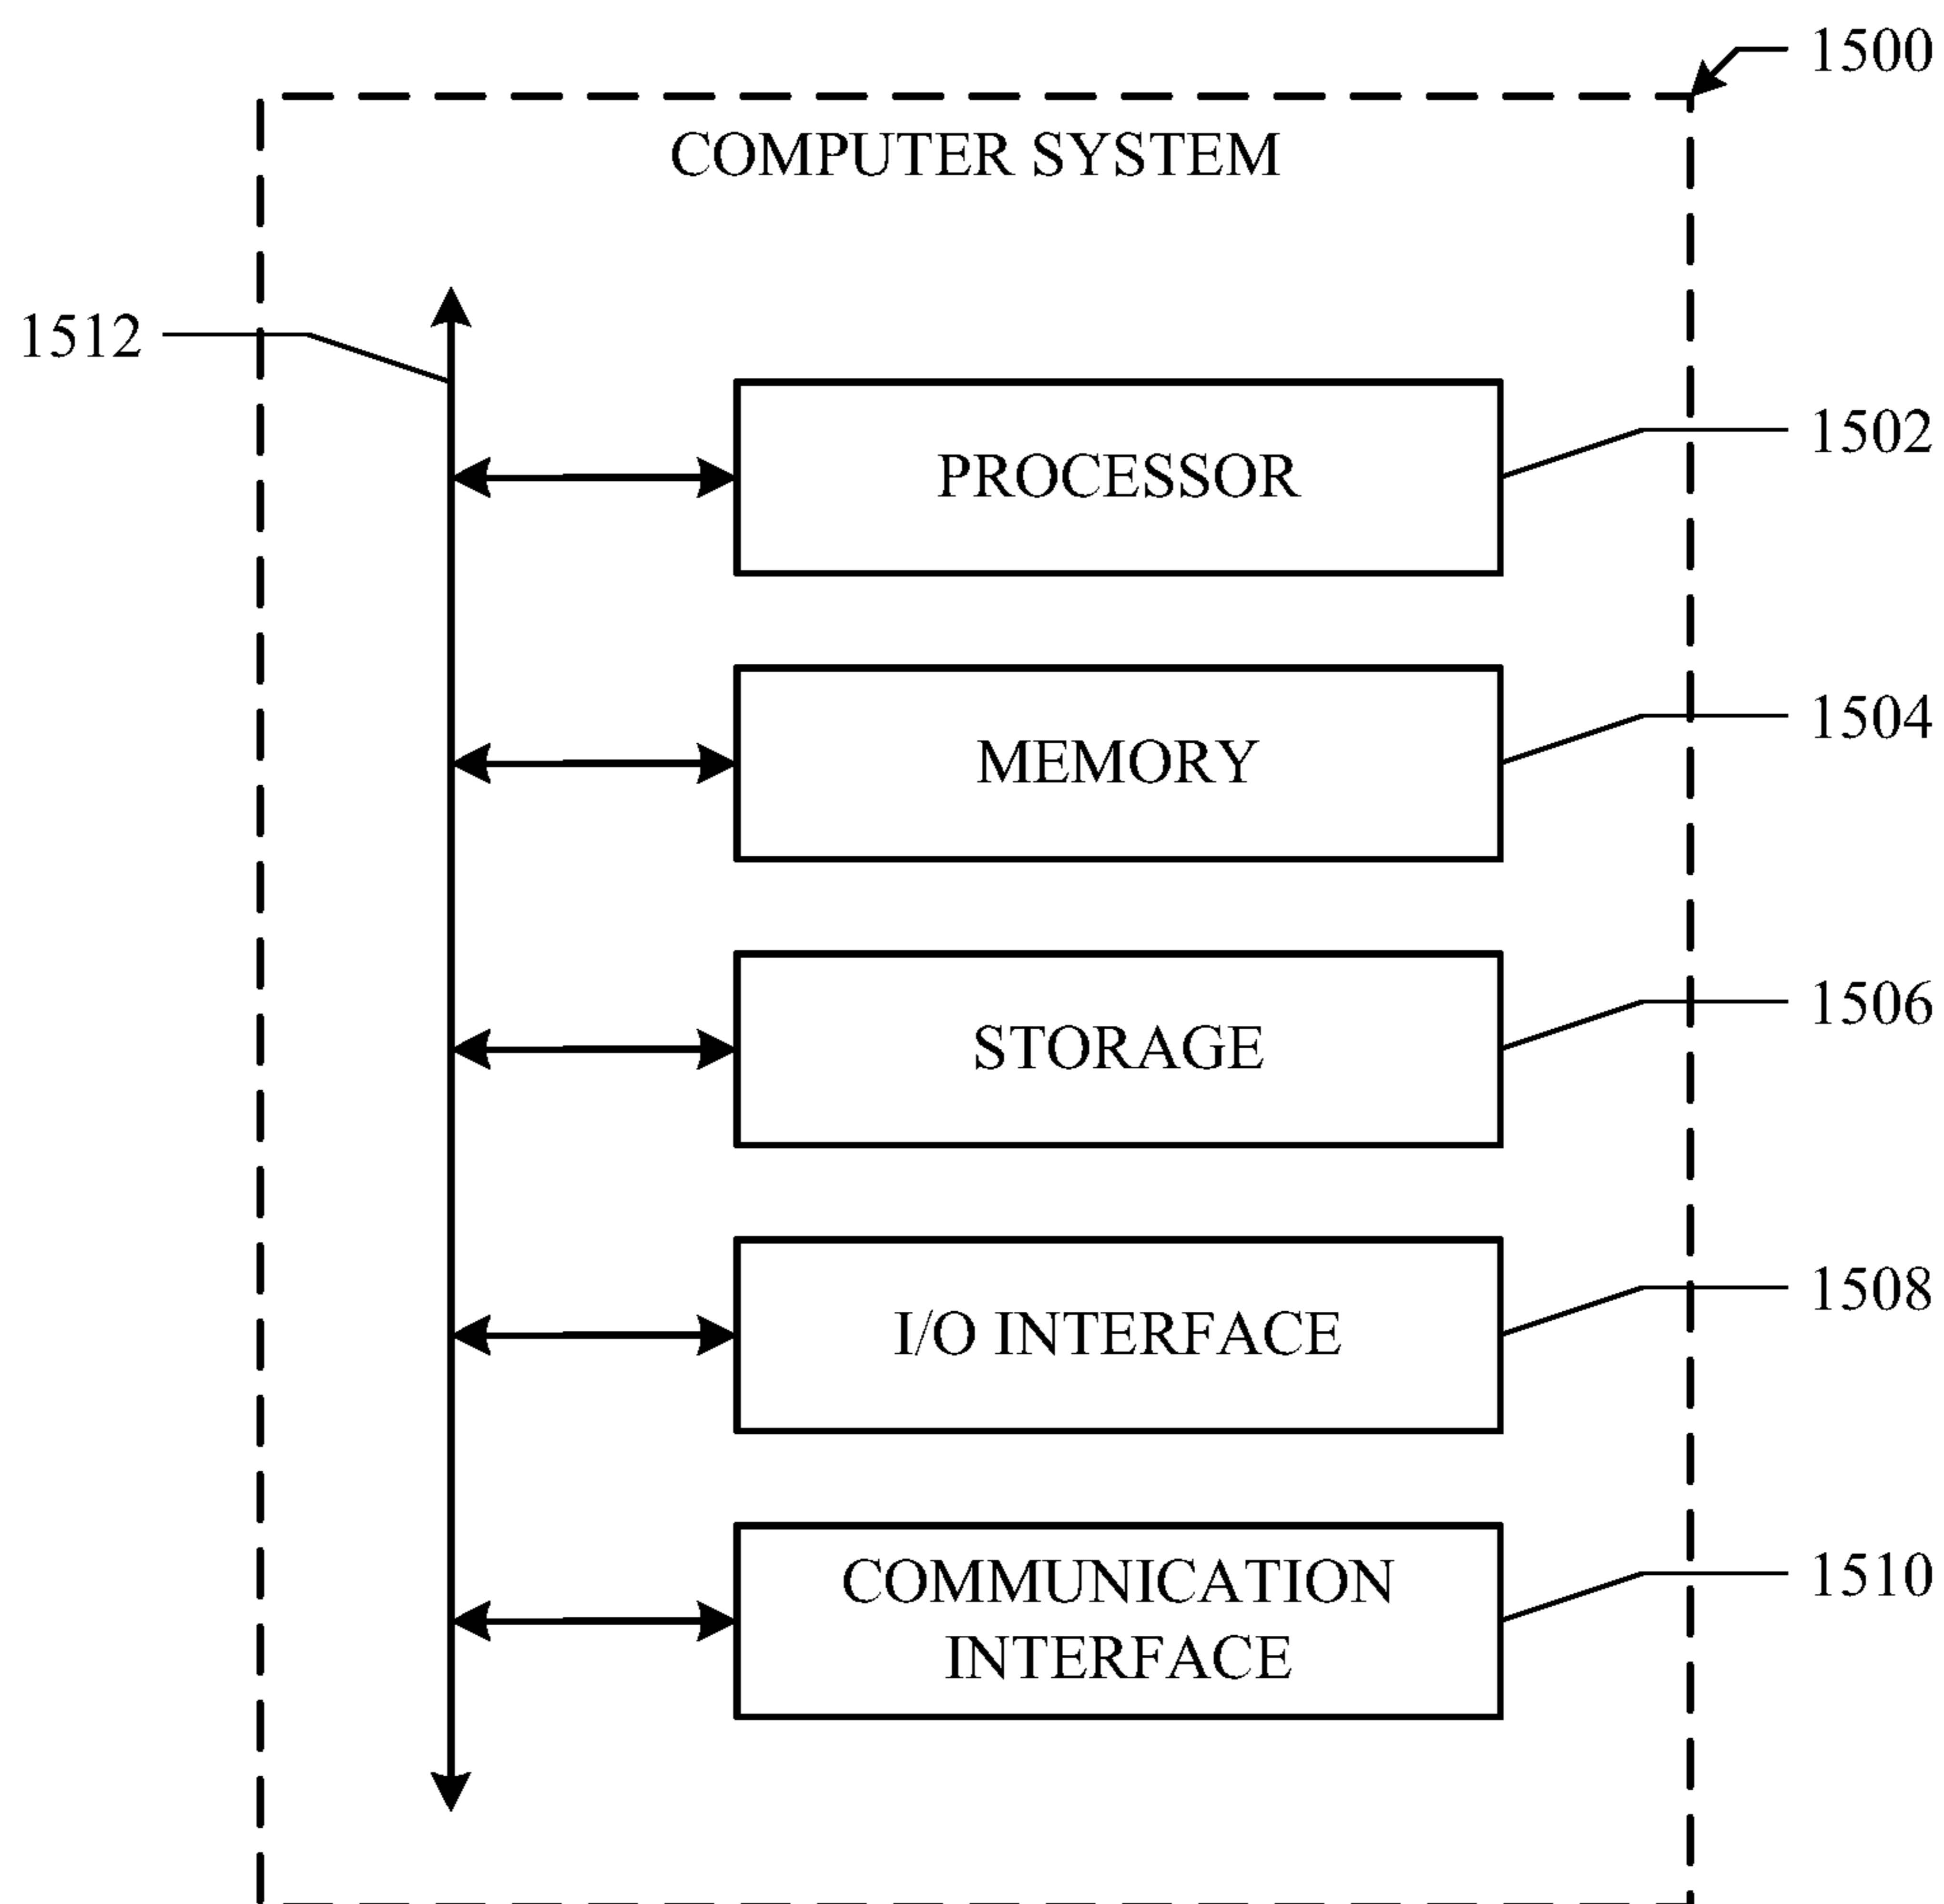 1500
COMPUTER SYSTEM
1512
PROCESSOR
1502
MEMORY
1504
STORAGE
1506
I/O INTERFACE
1508
COMMUNICATION
INTERFACE
1510